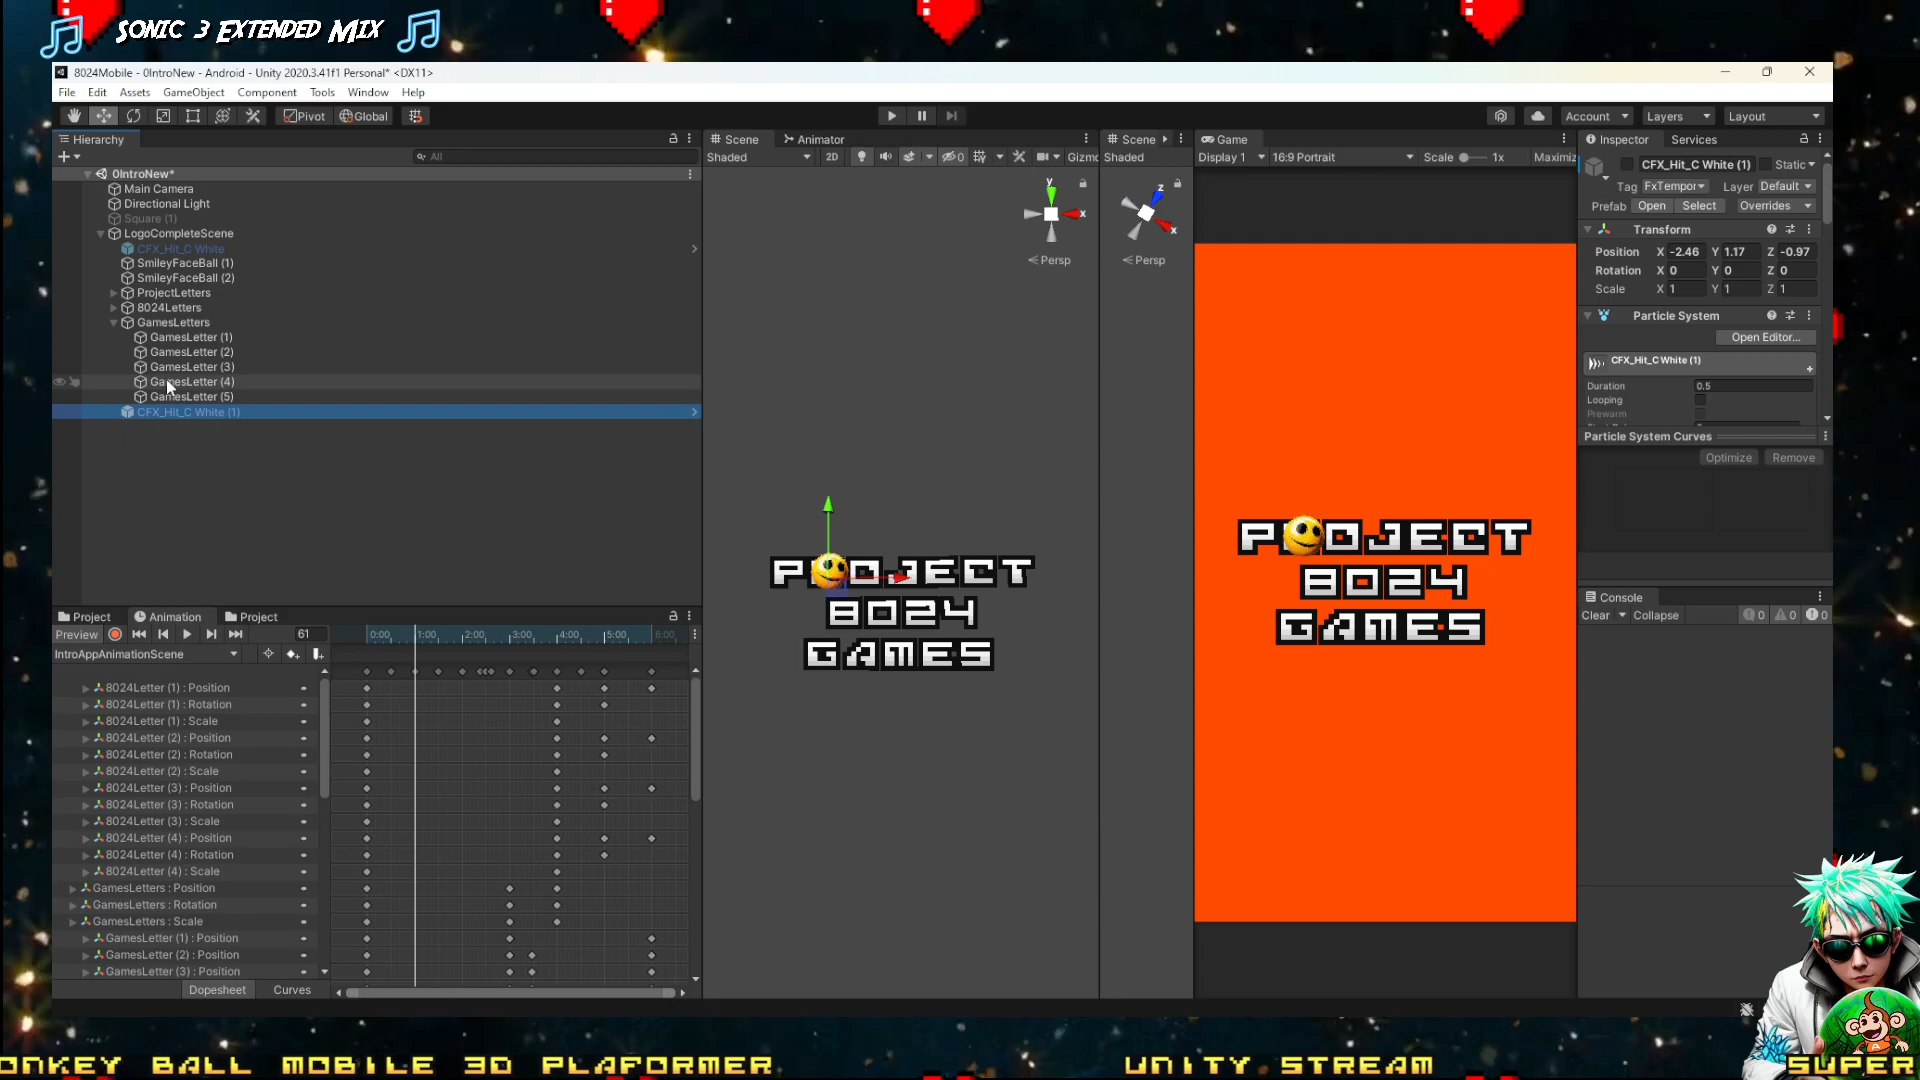 Sonic 3 Extended Mix
8024Mobile - 0IntroNew - Android - Unity 2020.3.41f1 Personal* <DX11>
File Edit Assets GameObject Component Tools Window Help
Pivot Global
Account Layers Layout
Hierarchy
All
0IntroNew*
Main Camera
Directional Light
Square (1)
LogoCompleteScene
CFX_Hit_C White
SmileyFaceBall (1)
SmileyFaceBall (2)
ProjectLetters
8024Letters
GamesLetters
GamesLetter (1)
GamesLetter (2)
GamesLetter (3)
GamesLetter (4)
GamesLetter (5)
CFX_Hit_C White (1)
Scene Animator
Shaded 2D 0 Gizmo
y x
Persp
PROJECT
8024
GAMES
Scene
Shaded
z x
Persp
Game
Display 1 16:9 Portrait Scale 1x Maximiz
P OJECT
8024
GAMES
Inspector Services
CFX_Hit_C White (1) Static
Tag FxTempor Layer Default
Prefab Open Select Overrides
Transform
Position X -2.46 Y 1.17 Z -0.97
Rotation X 0 Y 0 Z 0
Scale X 1 Y 1 Z 1
Particle System
Open Editor...
CFX_Hit_C White (1)
Duration 0.5
Looping
Prewarm
Particle System Curves
Optimize Remove
Console
Clear Collapse 0 0 0
Project Animation Project
Preview 61 0:00 1:00 2:00 3:00 4:00 5:00 6:00
IntroAppAnimationScene
8024Letter (1) : Position
8024Letter (1) : Rotation
8024Letter (1) : Scale
8024Letter (2) : Position
8024Letter (2) : Rotation
8024Letter (2) : Scale
8024Letter (3) : Position
8024Letter (3) : Rotation
8024Letter (3) : Scale
8024Letter (4) : Position
8024Letter (4) : Rotation
8024Letter (4) : Scale
GamesLetters : Position
GamesLetters : Rotation
GamesLetters : Scale
GamesLetter (1) : Position
GamesLetter (2) : Position
GamesLetter (3) : Position
Dopesheet Curves
ONKEY BALL MOBILE 3D PLAFORMER UNITY STREAM SUPER